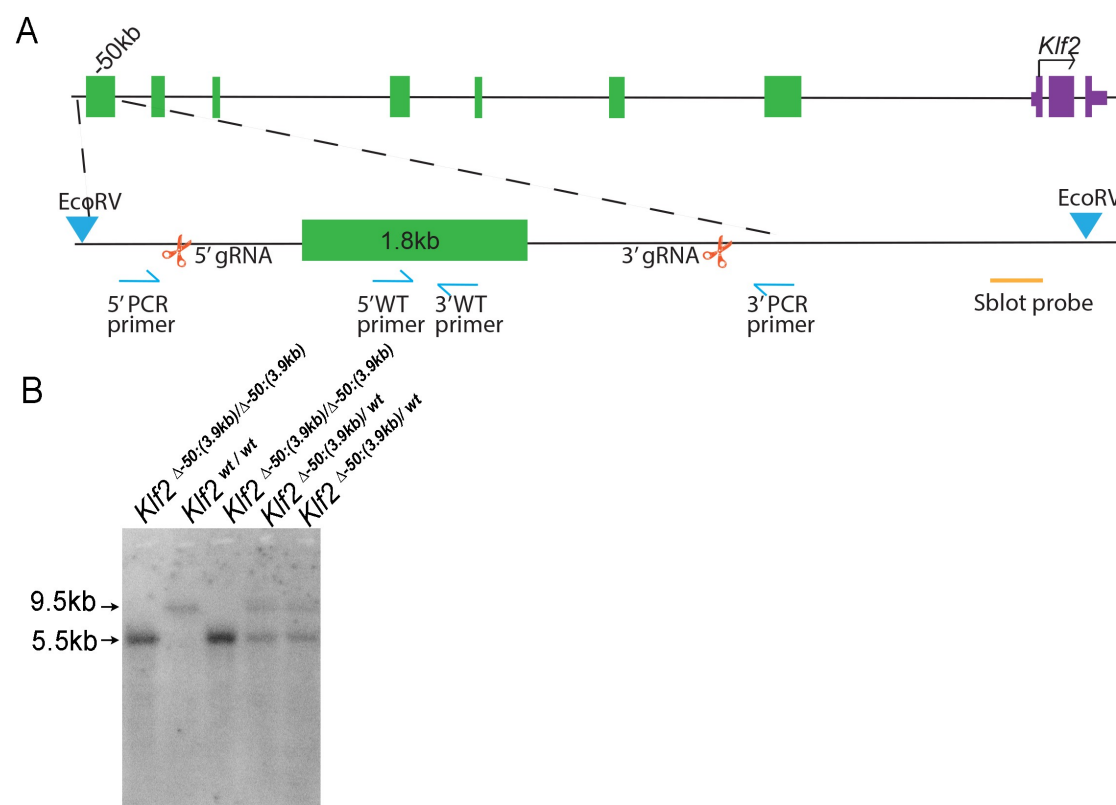 A
-50kb
Klf2
EcoRV
EcoRV
1.8kb
5' gRNA
3' gRNA
5' PCR
primer
5' WT
primer
3' WT
primer
3' PCR
primer
Sblot probe
B
Klf2 Δ-50:(3.9kb)/Δ-50:(3.9kb)
Klf2 wt / wt
Klf2 Δ-50:(3.9kb)/Δ-50:(3.9kb)
Klf2 Δ-50:(3.9kb)/ wt
Klf2 Δ-50:(3.9kb)/ wt
9.5kb
5.5kb